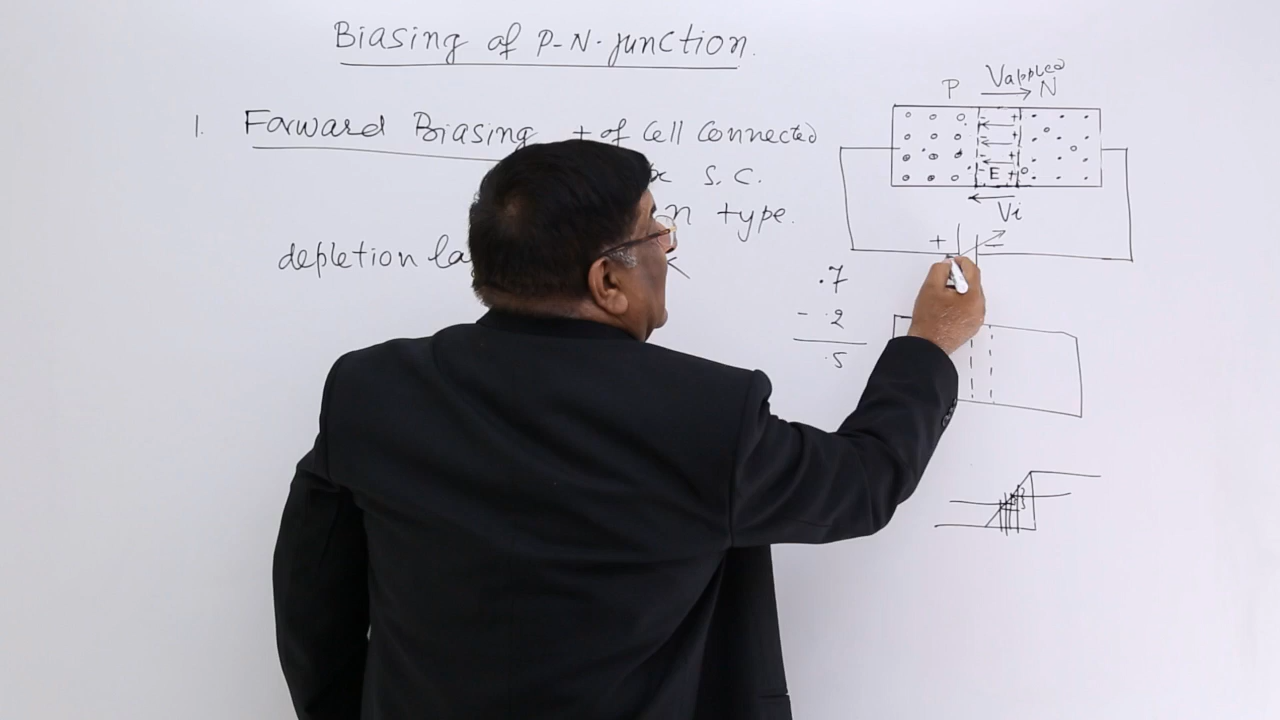 Biasing of P-N-junction.
1. Forward Biasing + of Cell Connected
S.C.
n type.
depletion la
P Vapplied N
E
Vi
+ −
.7
- .2
.5